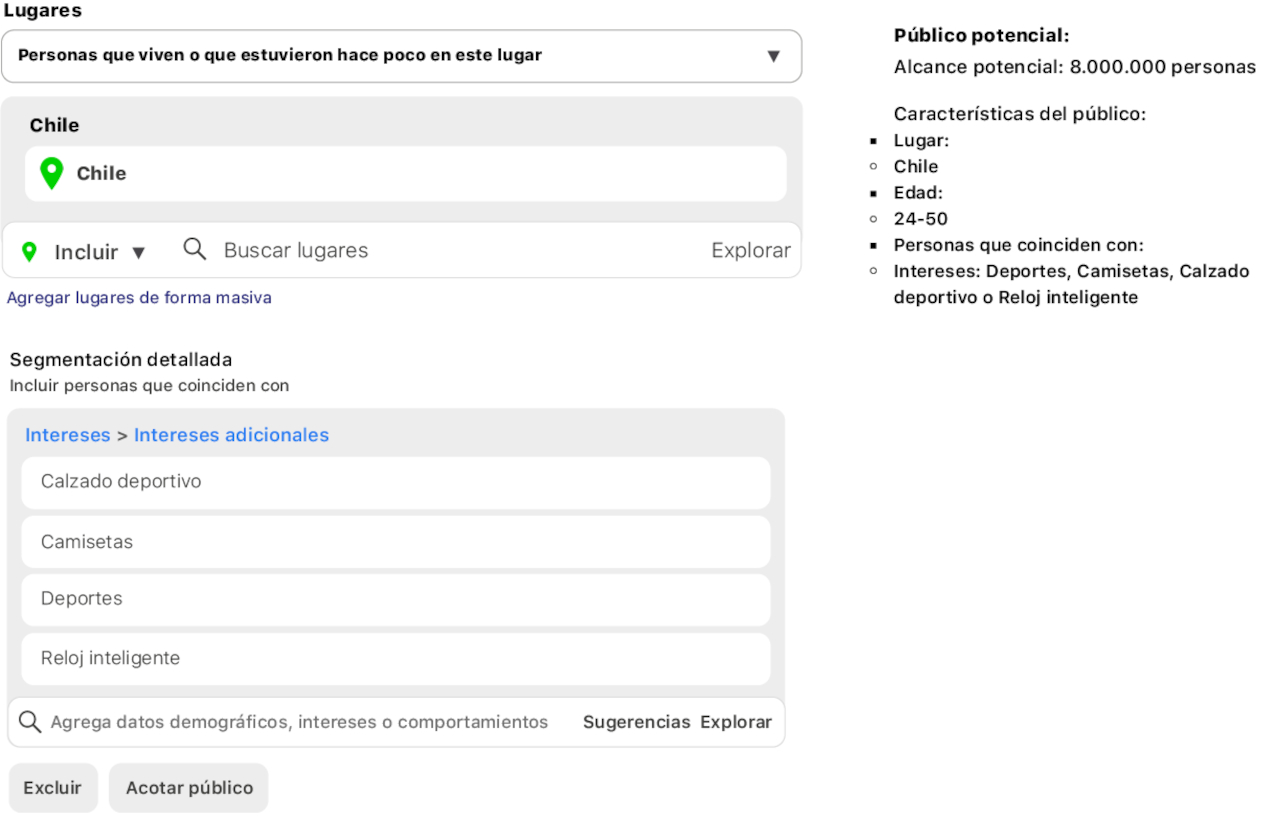 Lugares
Personas que viven o que estuvieron hace poco en este lugar ▼
Chile
Chile
Incluir ▼ Buscar lugares Explorar
Agregar lugares de forma masiva
Segmentación detallada
Incluir personas que coinciden con
Intereses > Intereses adicionales
Calzado deportivo
Camisetas
Deportes
Reloj inteligente
Agrega datos demográficos, intereses o comportamientos Sugerencias Explorar
Excluir Acotar público
Público potencial:
Alcance potencial: 8.000.000 personas
Características del público:
▪ Lugar:
◦ Chile
▪ Edad:
◦ 24-50
▪ Personas que coinciden con:
◦ Intereses: Deportes, Camisetas, Calzado
deportivo o Reloj inteligente